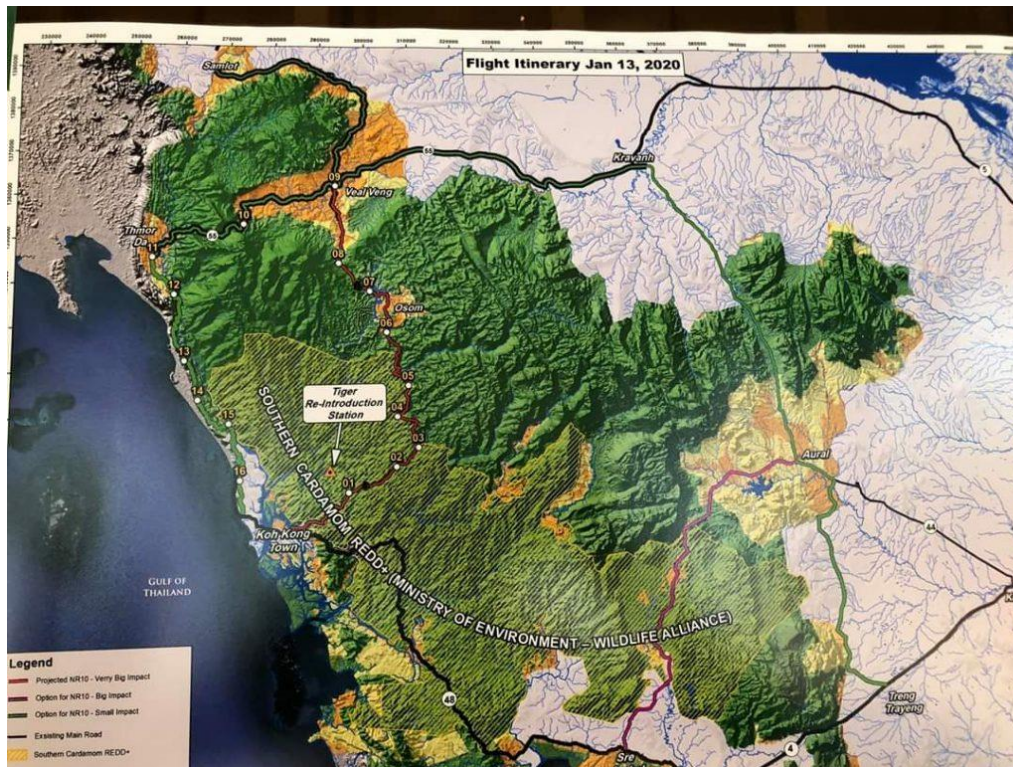 Flight Itinerary Jan 13, 2020
Samlot
55
Kravanh
5
09
Veal Veng
10
55
Thmor
Da
11
08
07
12
Osom
06
13
05
Tiger
Re-Introduction
Station
14
04
15
03
Aural
02
16
01
44
Koh Kong
Town
SOUTHERN CARDAMOM REDD+ (MINISTRY OF ENVIRONMENT – WILDLIFE ALLIANCE)
GULF OF
THAILAND
Treng
Trayeng
48
4
Sre
Legend
Projected NR10 - Verry Big Impact
Option for NR10 - Big Impact
Option for NR10 - Small Impact
Exsisting Main Road
Southern Cardamom REDD+